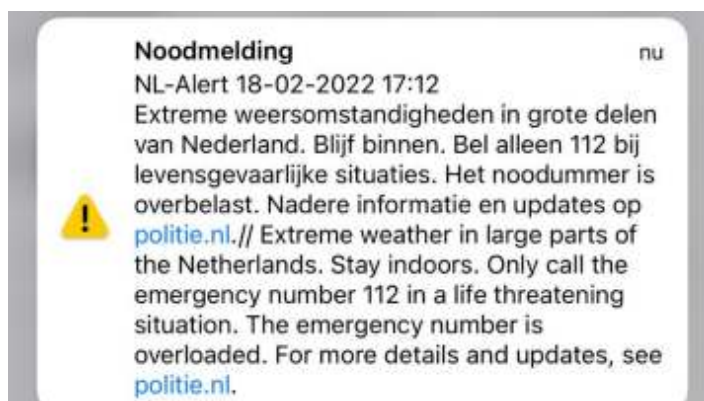 Noodmelding nu
NL-Alert 18-02-2022 17:12
Extreme weersomstandigheden in grote delen
van Nederland. Blijf binnen. Bel alleen 112 bij
levensgevaarlijke situaties. Het noodummer is
overbelast. Nadere informatie en updates op
politie.nl.// Extreme weather in large parts of
the Netherlands. Stay indoors. Only call the
emergency number 112 in a life threatening
situation. The emergency number is
overloaded. For more details and updates, see
politie.nl.